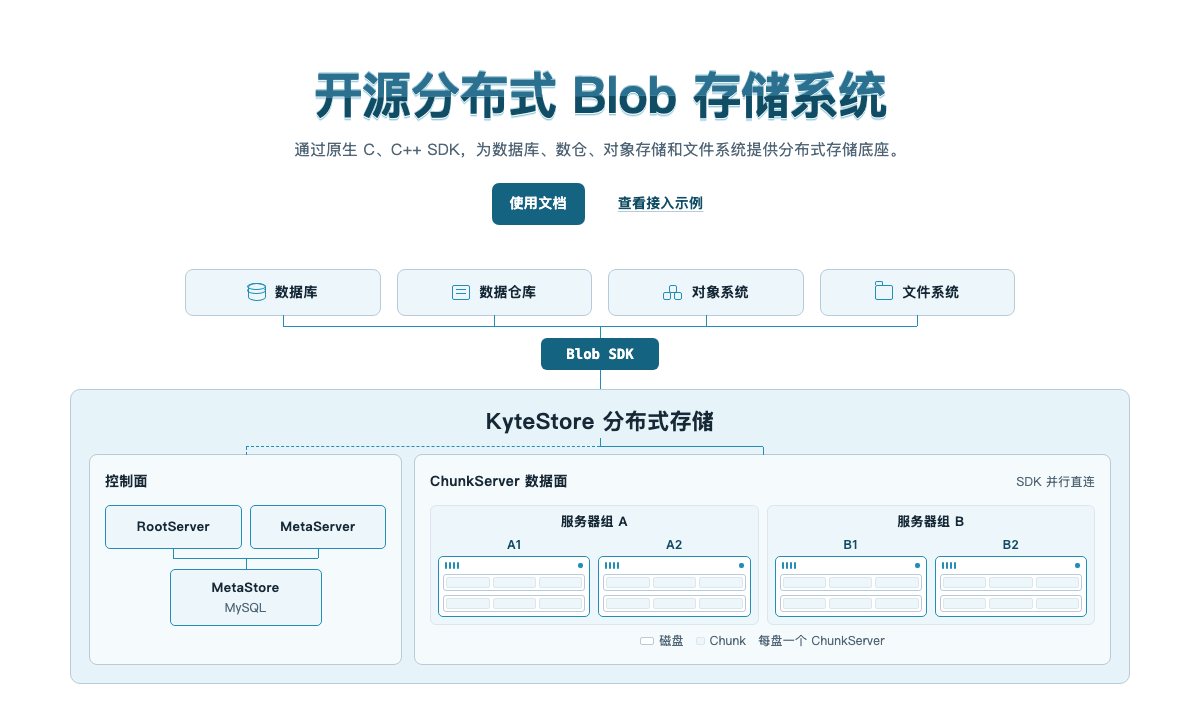 开源分布式 Blob 存储系统
通过原生 C、C++ SDK，为数据库、数仓、对象存储和文件系统提供分布式存储底座。
使用文档 查看接入示例
数据库 数据仓库 对象系统 文件系统
Blob SDK
KyteStore 分布式存储
控制面
RootServer MetaServer
MetaStore
MySQL
ChunkServer 数据面 SDK 并行直连
服务器组 A 服务器组 B
A1 A2 B1 B2
磁盘 Chunk 每盘一个 ChunkServer